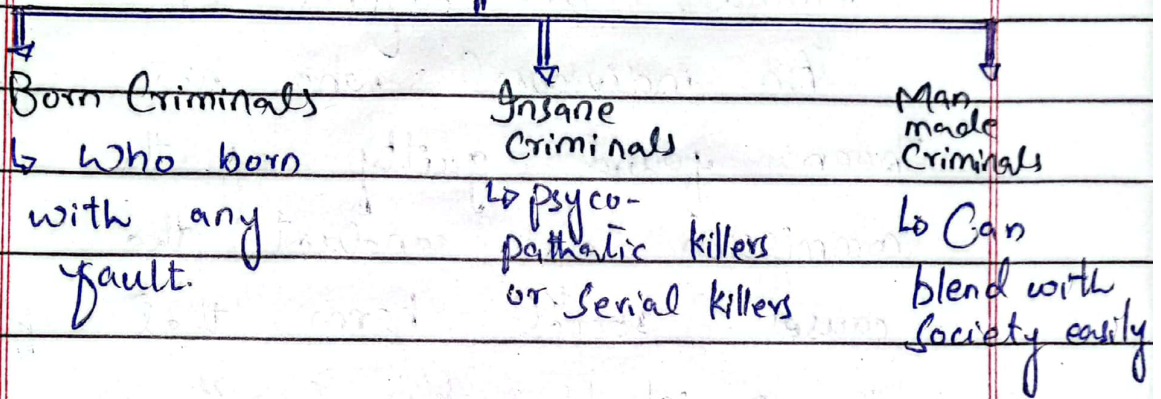 Born Criminals
↳ Who born
with any
fault.
Insane
Criminals.
↳ psyco-
pathatic killers
or serial killers
Man
made
Criminals
↳ Can
blend with
society easily